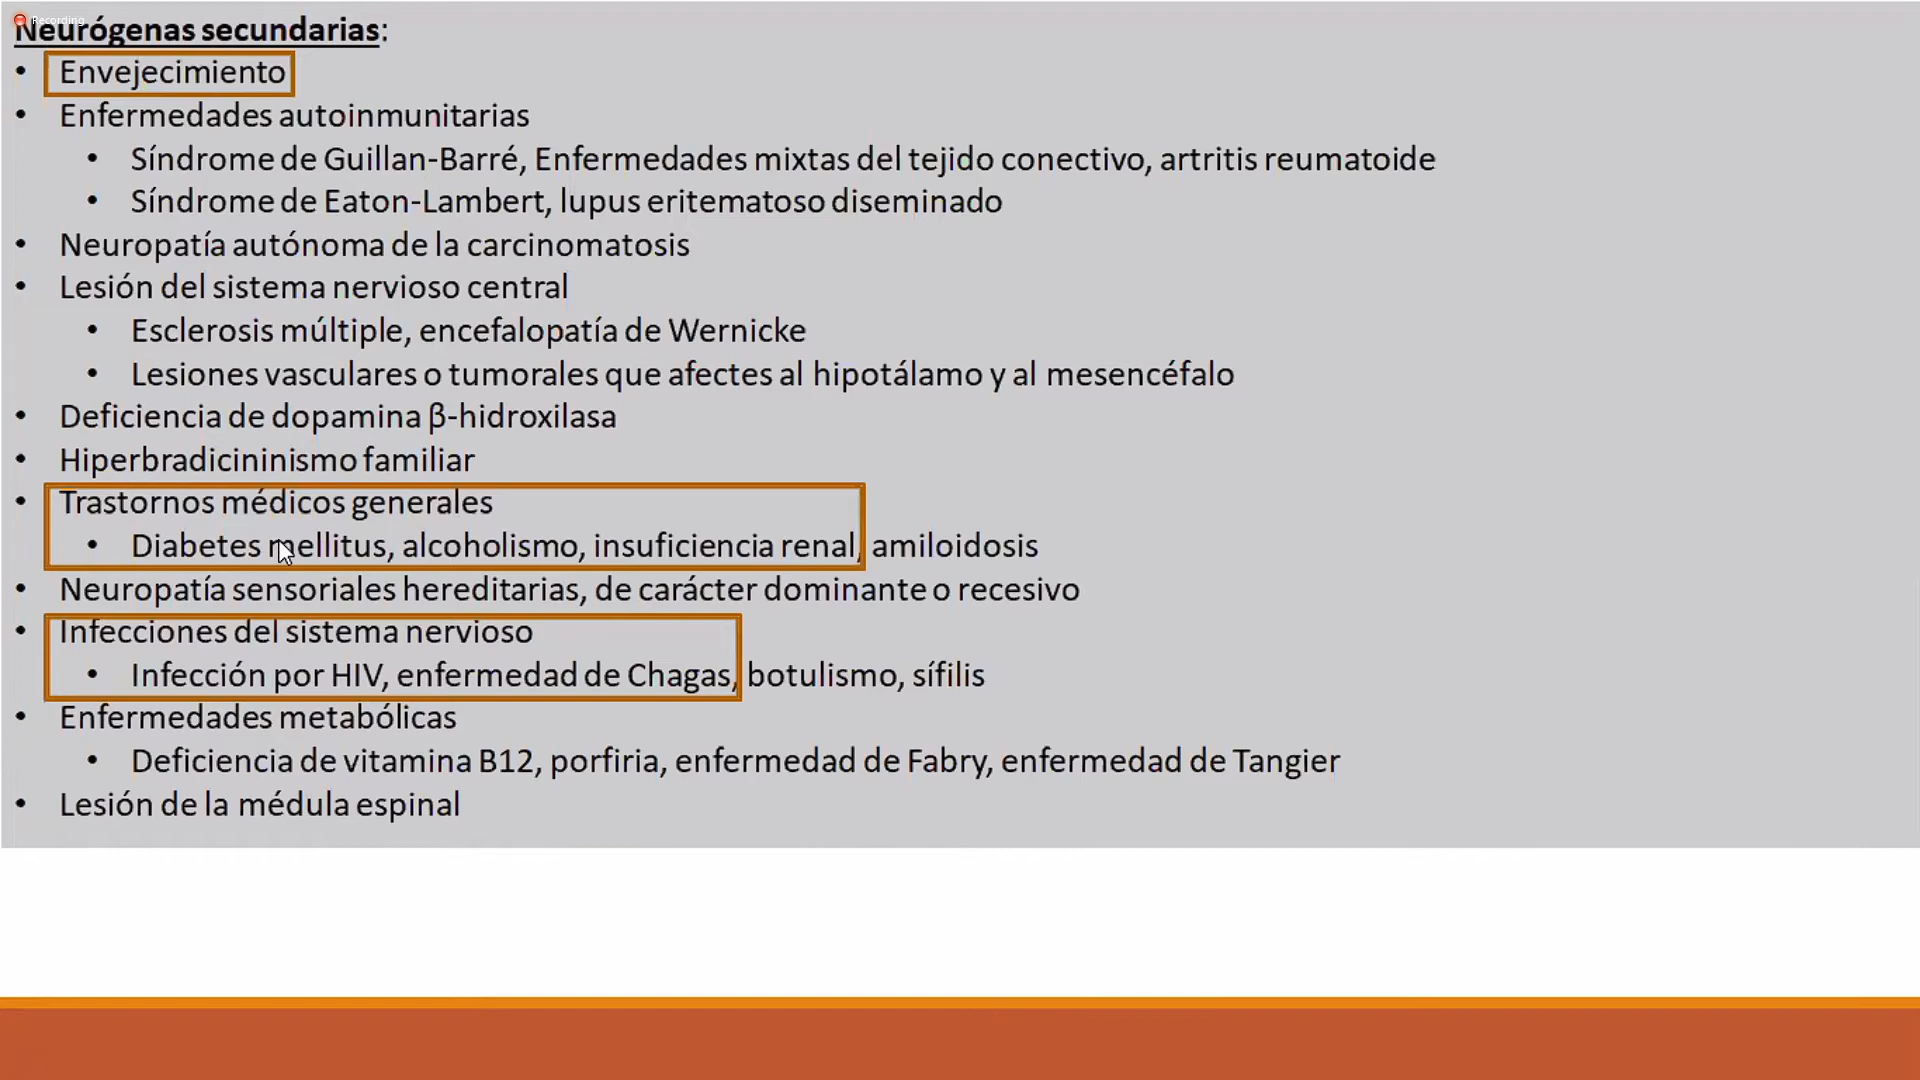 Recording
Neurógenas secundarias:
• Envejecimiento
• Enfermedades autoinmunitarias
• Síndrome de Guillan-Barré, Enfermedades mixtas del tejido conectivo, artritis reumatoide
• Síndrome de Eaton-Lambert, lupus eritematoso diseminado
• Neuropatía autónoma de la carcinomatosis
• Lesión del sistema nervioso central
• Esclerosis múltiple, encefalopatía de Wernicke
• Lesiones vasculares o tumorales que afectes al hipotálamo y al mesencéfalo
• Deficiencia de dopamina β-hidroxilasa
• Hiperbradicininismo familiar
• Trastornos médicos generales
• Diabetes mellitus, alcoholismo, insuficiencia renal, amiloidosis
• Neuropatía sensoriales hereditarias, de carácter dominante o recesivo
• Infecciones del sistema nervioso
• Infección por HIV, enfermedad de Chagas, botulismo, sífilis
• Enfermedades metabólicas
• Deficiencia de vitamina B12, porfiria, enfermedad de Fabry, enfermedad de Tangier
• Lesión de la médula espinal